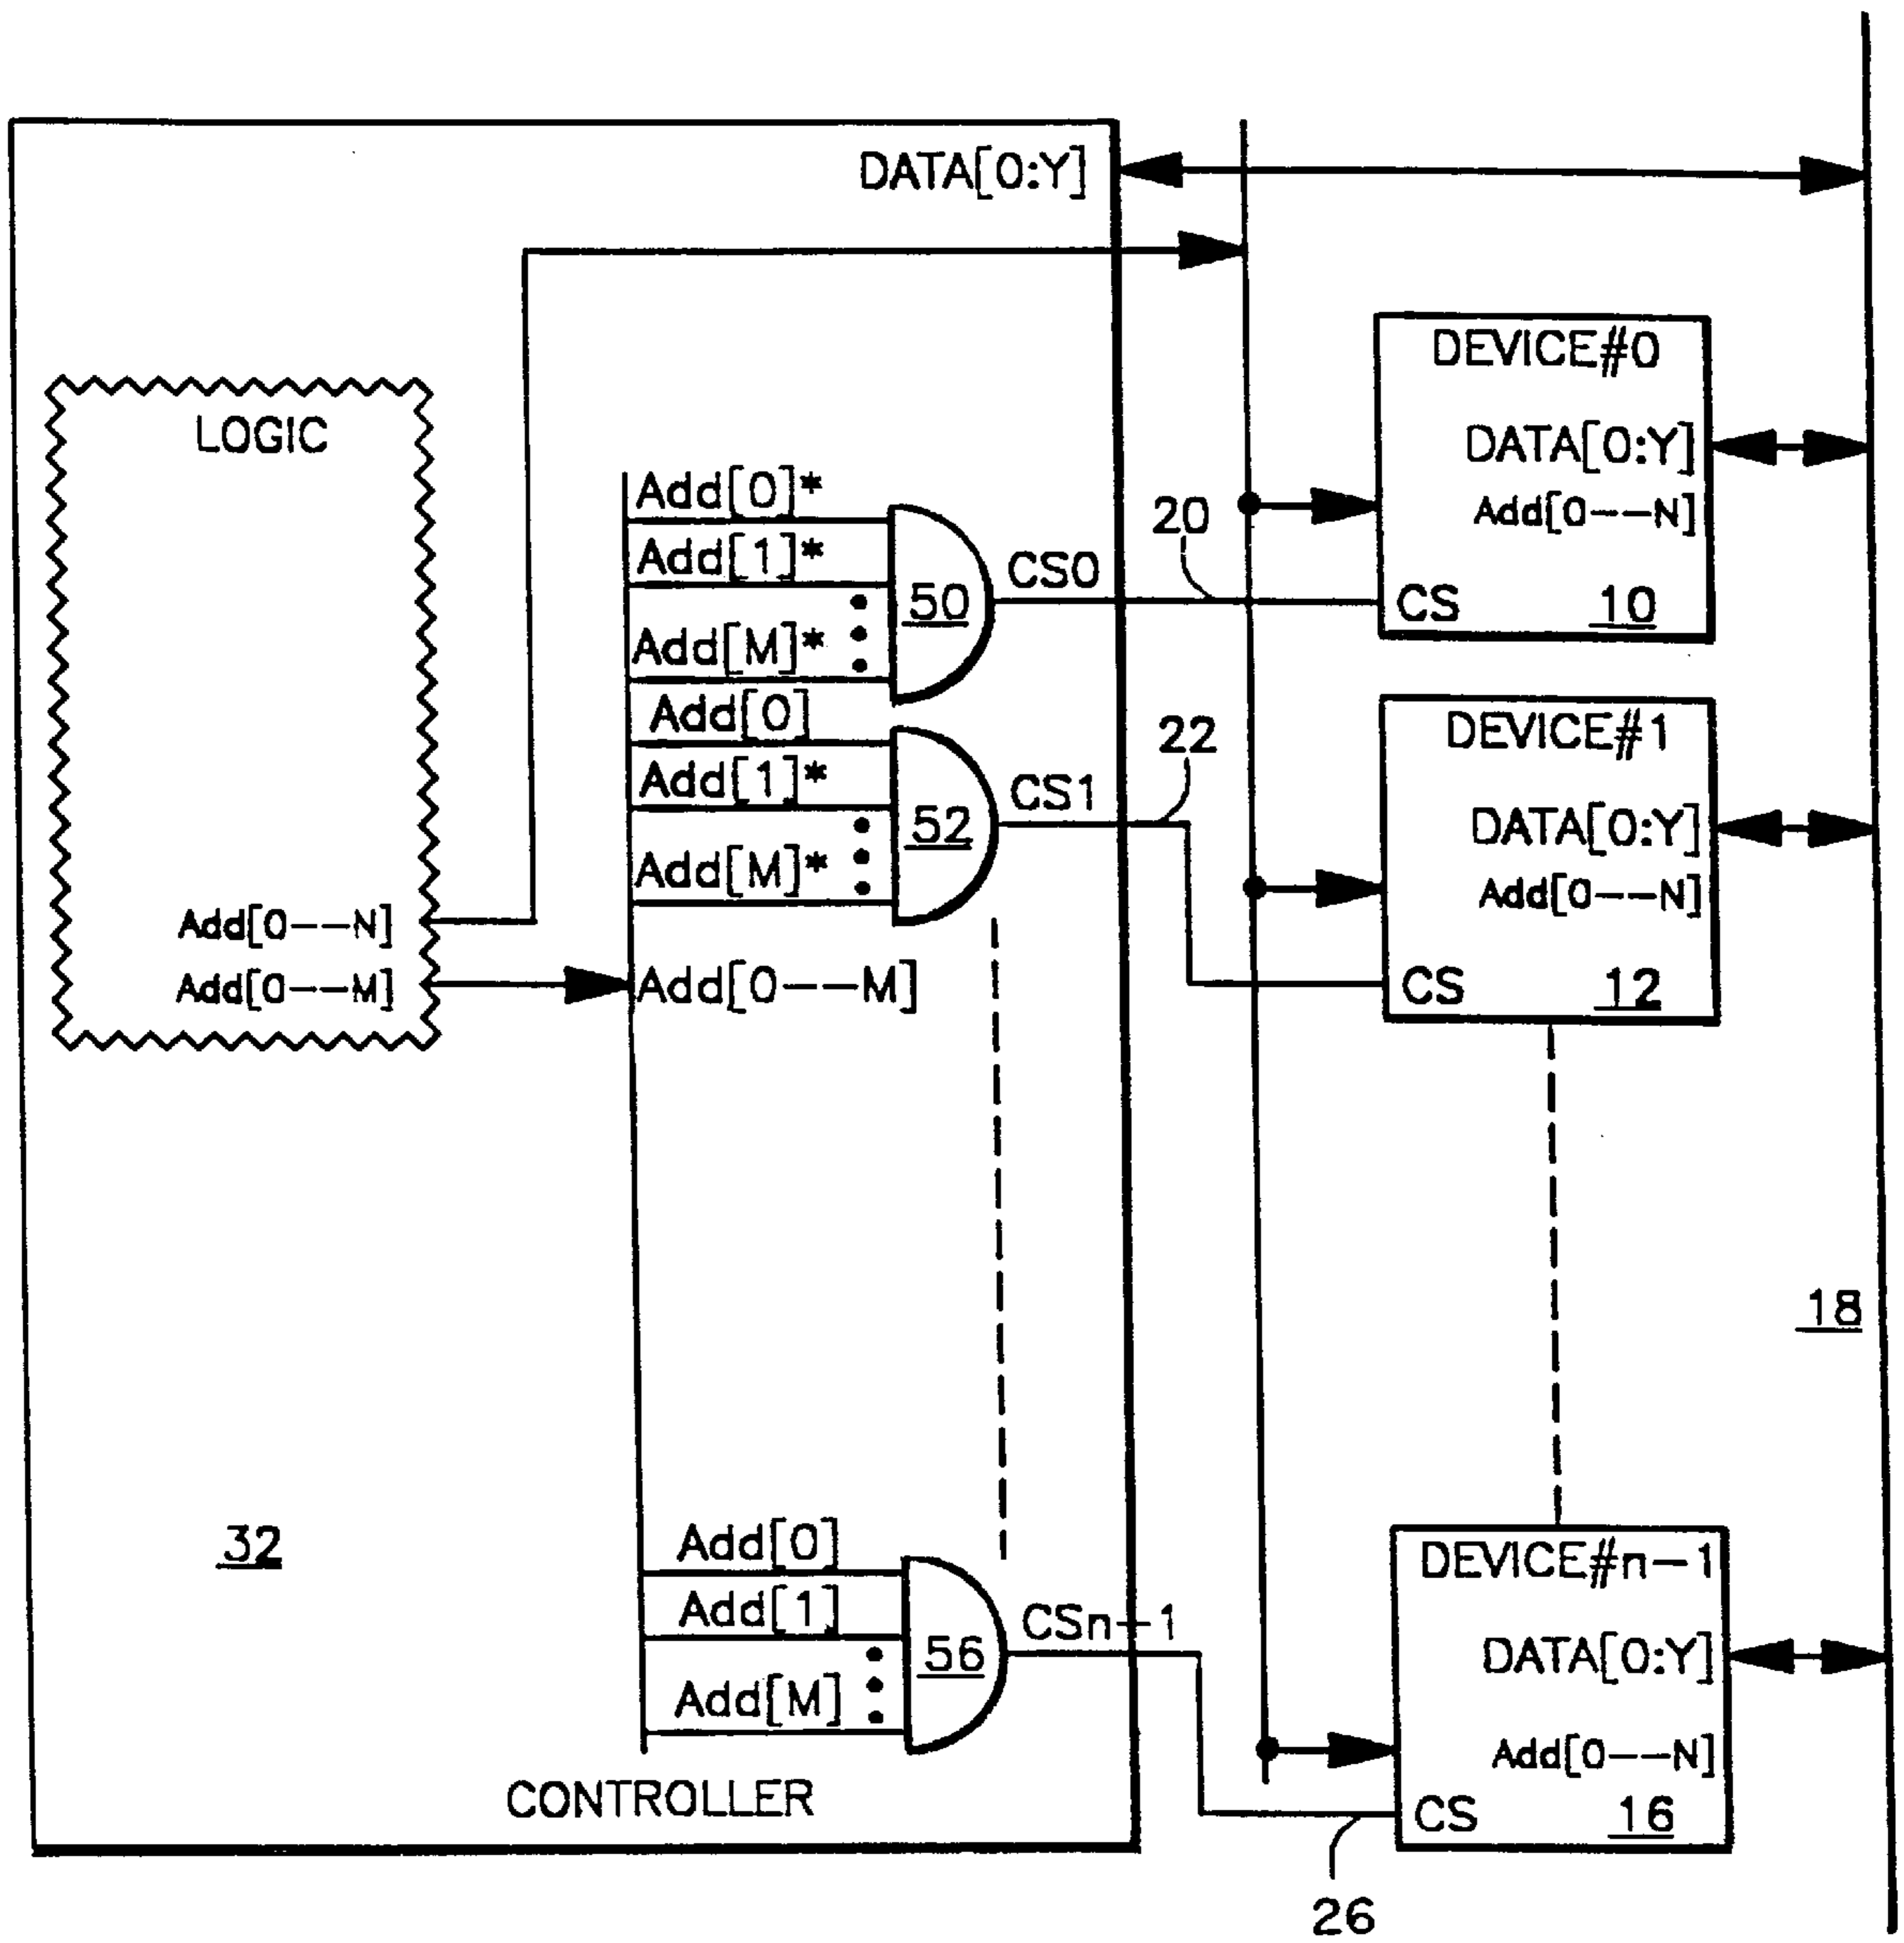 DATA[0:Y]
LOGIC
Add[0--N]
Add[0--M]
Add[0]*
Add[1]*
Add[M]*
50
CS0
20
Add[0]
Add[1]*
Add[M]*
52
CS1
22
Add[0--M]
Add[0]
Add[1]
Add[M]
56
CSn-1
26
32
CONTROLLER
DEVICE#0
DATA[0:Y]
Add[0--N]
CS
10
DEVICE#1
DATA[0:Y]
Add[0--N]
CS
12
18
DEVICE#n-1
DATA[0:Y]
Add[0--N]
CS
16